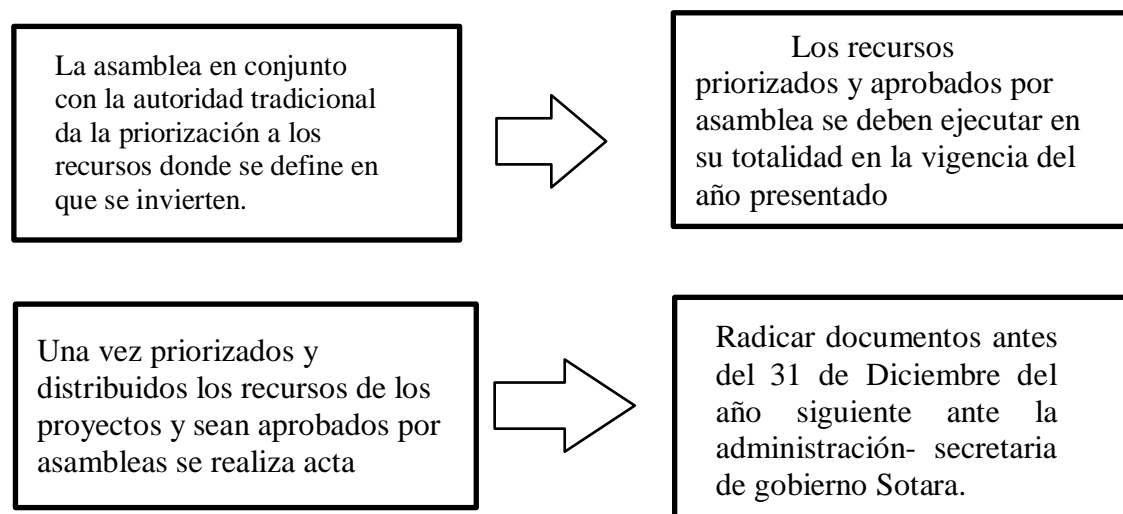 La asamblea en conjunto
con la autoridad tradicional
da la priorización a los
recursos donde se define en
que se invierten.
Los recursos
priorizados y aprobados por
asamblea se deben ejecutar en
su totalidad en la vigencia del
año presentado
Una vez priorizados y
distribuidos los recursos de los
proyectos y sean aprobados por
asambleas se realiza acta
Radicar documentos antes
del 31 de Diciembre del
año siguiente ante la
administración- secretaria
de gobierno Sotara.